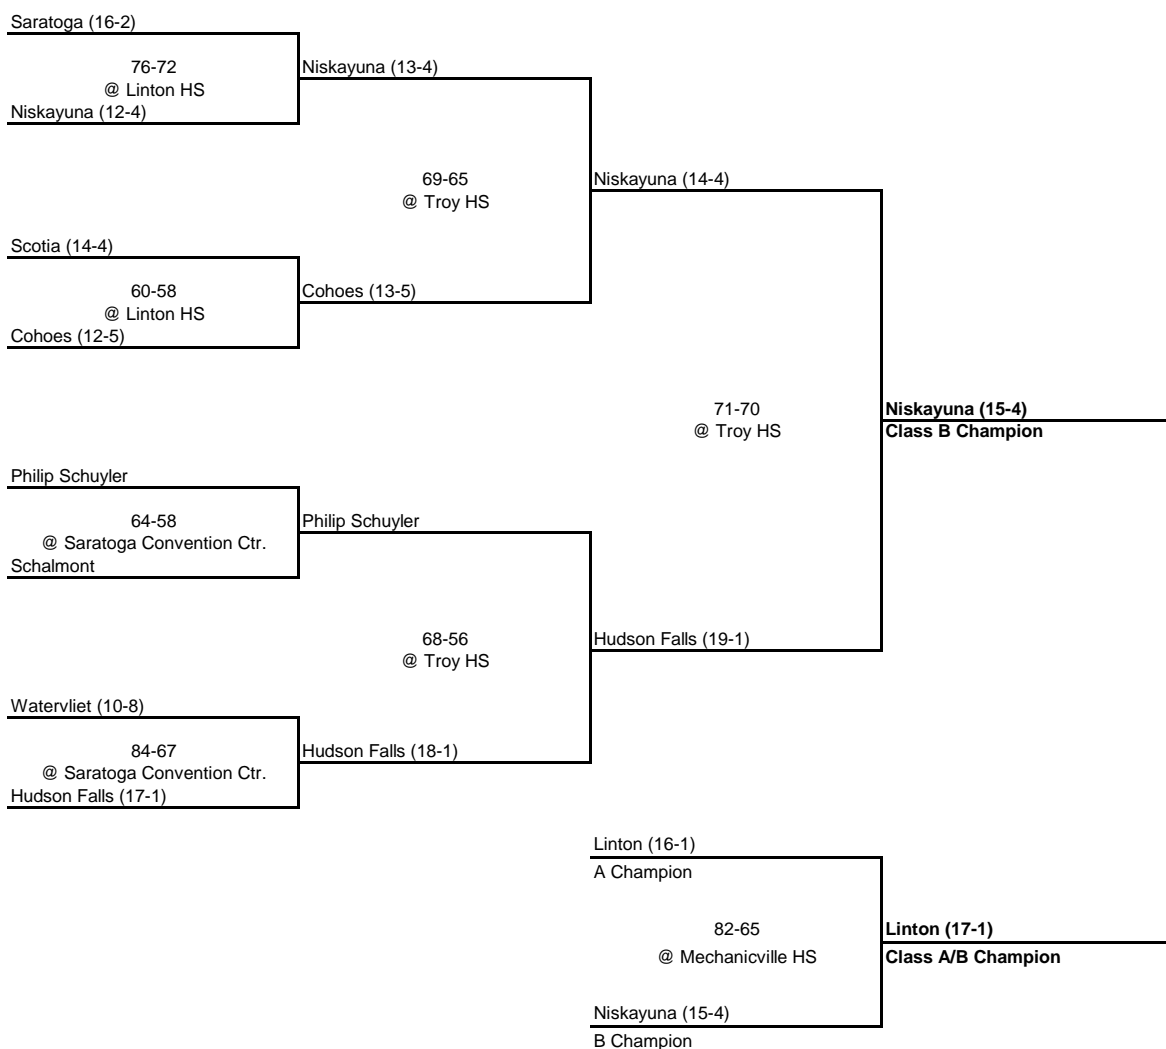 Saratoga (16-2)
76-72
@ Linton HS
Niskayuna (13-4)
Niskayuna (12-4)
69-65
@ Troy HS
Niskayuna (14-4)
Scotia (14-4)
60-58
@ Linton HS
Cohoes (13-5)
Cohoes (12-5)
71-70
@ Troy HS
Niskayuna (15-4)
Class B Champion
Philip Schuyler
64-58
@ Saratoga Convention Ctr.
Philip Schuyler
Schalmont
68-56
@ Troy HS
Hudson Falls (19-1)
Watervliet (10-8)
84-67
@ Saratoga Convention Ctr.
Hudson Falls (18-1)
Hudson Falls (17-1)
Linton (16-1)
A Champion
82-65
@ Mechanicville HS
Linton (17-1)
Class A/B Champion
Niskayuna (15-4)
B Champion